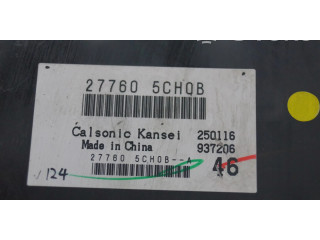 27760 5CH0B
Calsonic Kansei 250116
Made in China 937206
27760 5CH0B--A 46
124